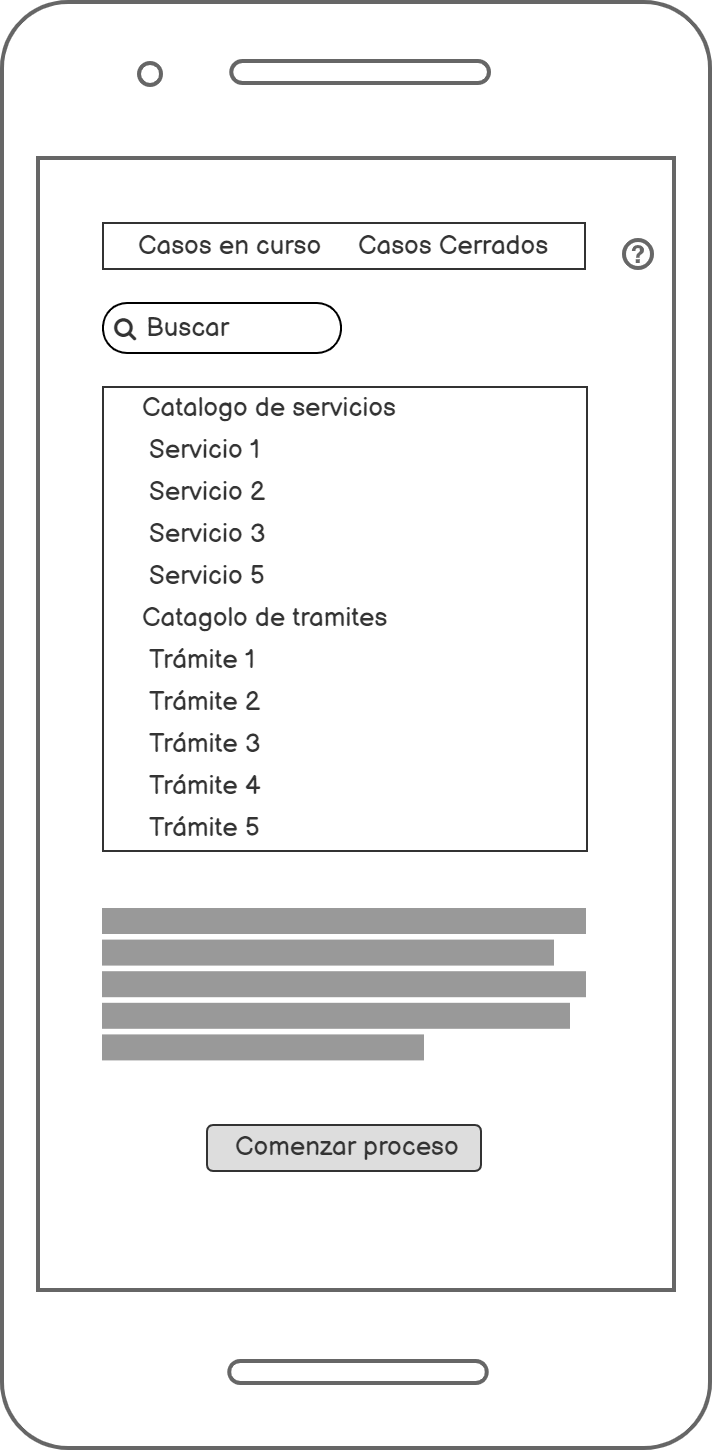 Casos en curso Casos Cerrados
?
Buscar
Catalogo de servicios
Servicio 1
Servicio 2
Servicio 3
Servicio 5
Catagolo de tramites
Trámite 1
Trámite 2
Trámite 3
Trámite 4
Trámite 5
Comenzar proceso